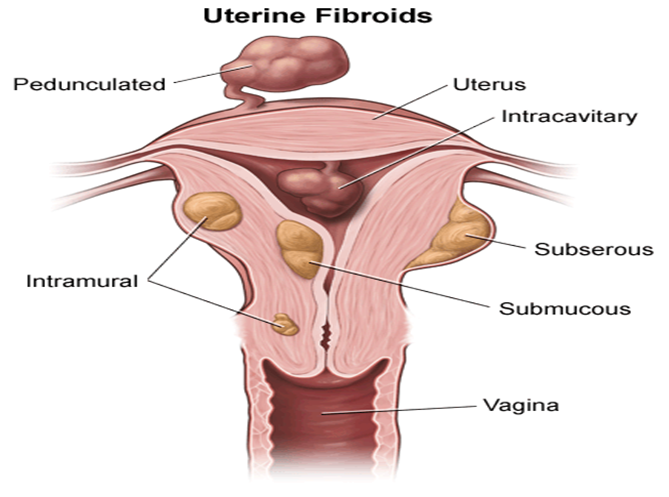 Uterine Fibroids
Pedunculated
Uterus
Intracavitary
Subserous
Intramural
Submucous
Vagina